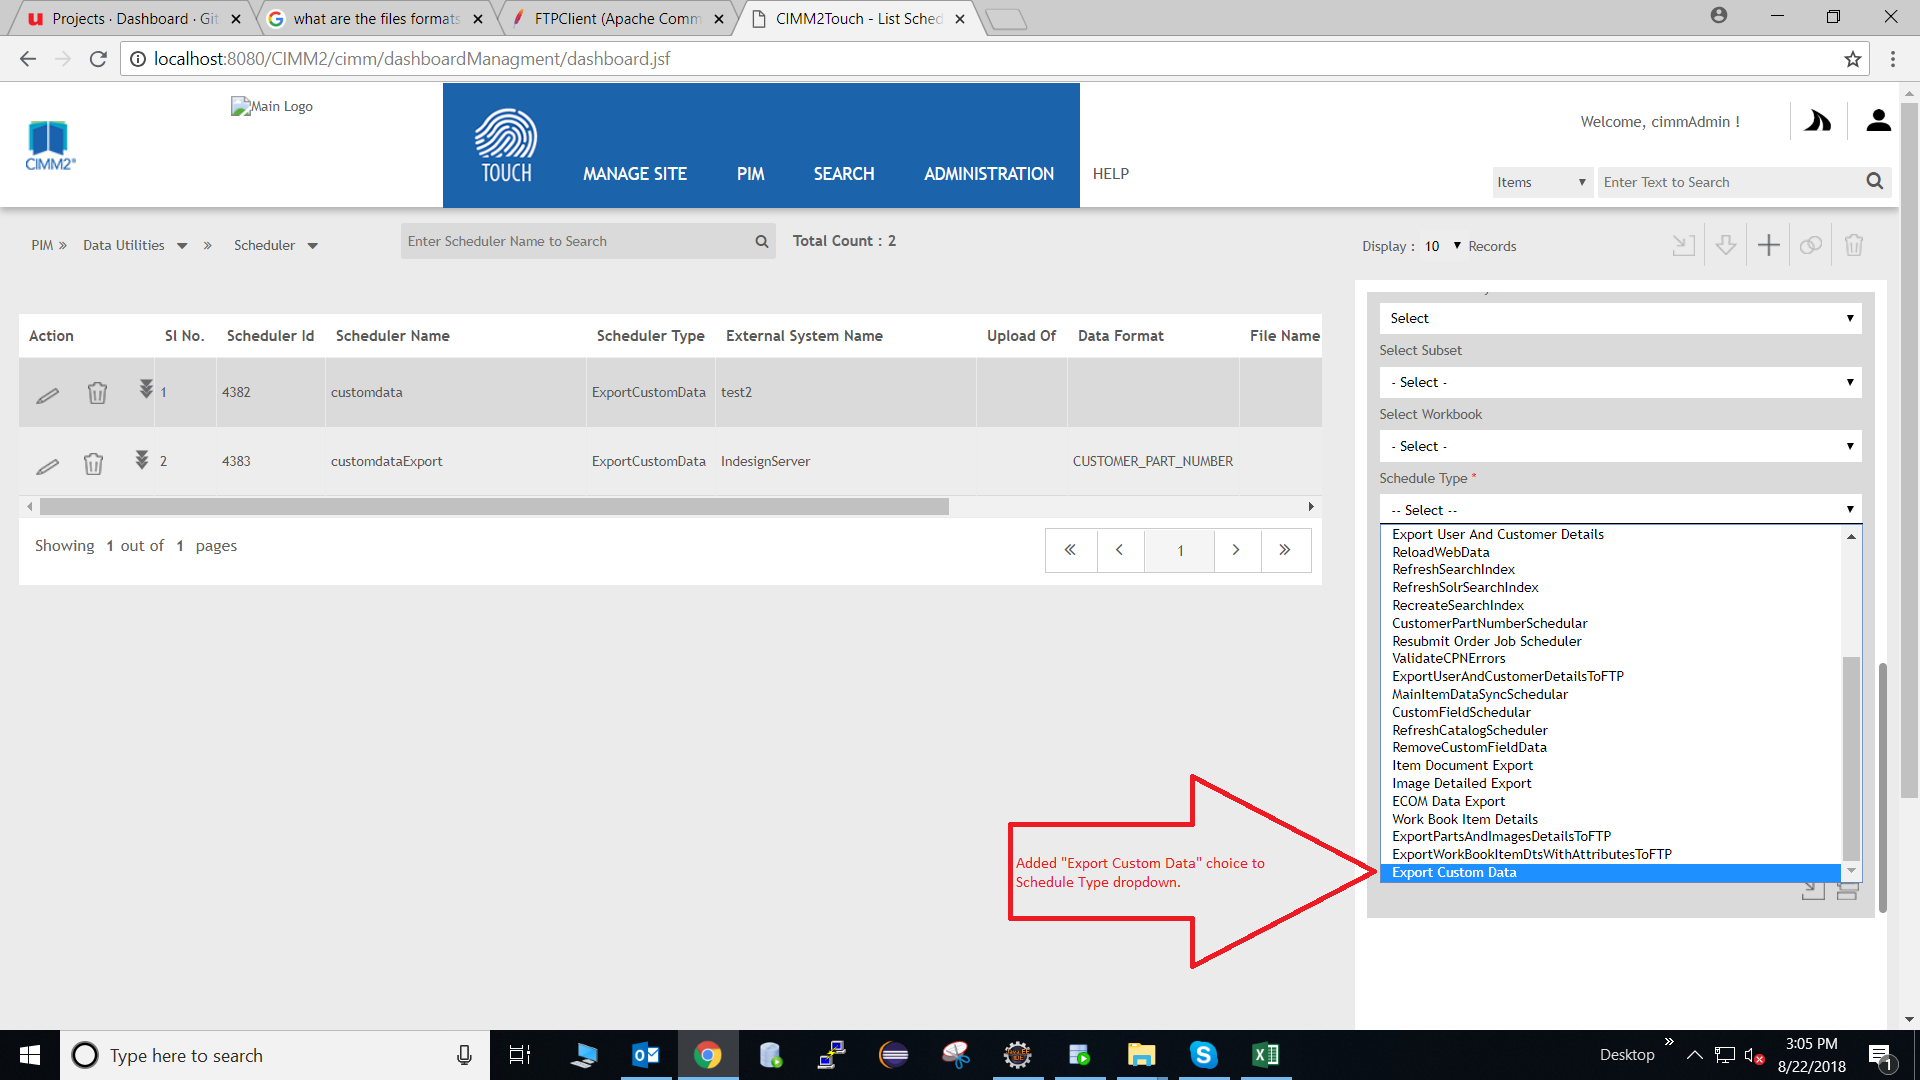 Projects · Dashboard · Git
what are the files formats
FTPClient (Apache Comm
CIMM2Touch - List Sched
localhost:8080/CIMM2/cimm/dashboardManagment/dashboard.jsf
Main Logo
CIMM2®
TOUCH
MANAGE SITE
PIM
SEARCH
ADMINISTRATION
HELP
Welcome, cimmAdmin !
Items
Enter Text to Search
PIM »
Data Utilities
»
Scheduler
Enter Scheduler Name to Search
Total Count : 2
Display : 10 Records
Action Sl No. Scheduler Id Scheduler Name Scheduler Type External System Name Upload Of Data Format File Name
1 4382 customdata ExportCustomData test2
2 4383 customdataExport ExportCustomData IndesignServer CUSTOMER_PART_NUMBER
Showing 1 out of 1 pages
« ‹ 1 › »
Select
Select Subset
- Select -
Select Workbook
- Select -
Schedule Type *
-- Select --
Export User And Customer Details
ReloadWebData
RefreshSearchIndex
RefreshSolrSearchIndex
RecreateSearchIndex
CustomerPartNumberSchedular
Resubmit Order Job Scheduler
ValidateCPNErrors
ExportUserAndCustomerDetailsToFTP
MainItemDataSyncSchedular
CustomFieldSchedular
RefreshCatalogScheduler
RemoveCustomFieldData
Item Document Export
Image Detailed Export
ECOM Data Export
Work Book Item Details
ExportPartsAndImagesDetailsToFTP
ExportWorkBookItemDtsWithAttributesToFTP
Export Custom Data
Added "Export Custom Data" choice to
Schedule Type dropdown.
Type here to search
Desktop
»
3:05 PM
8/22/2018
1